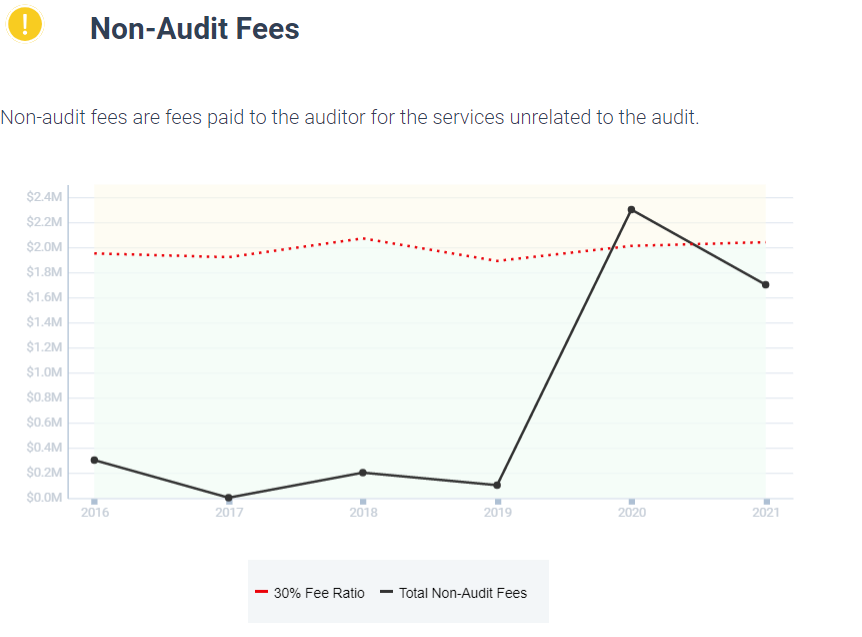 !
Non-Audit Fees
Non-audit fees are fees paid to the auditor for the services unrelated to the audit.
$2.4M
$2.2M
$2.0M
$1.8M
$1.6M
$1.4M
$1.2M
$1.0M
$0.8M
$0.6M
$0.4M
$0.2M
$0.0M
2016 2017 2018 2019 2020 2021
30% Fee Ratio Total Non-Audit Fees